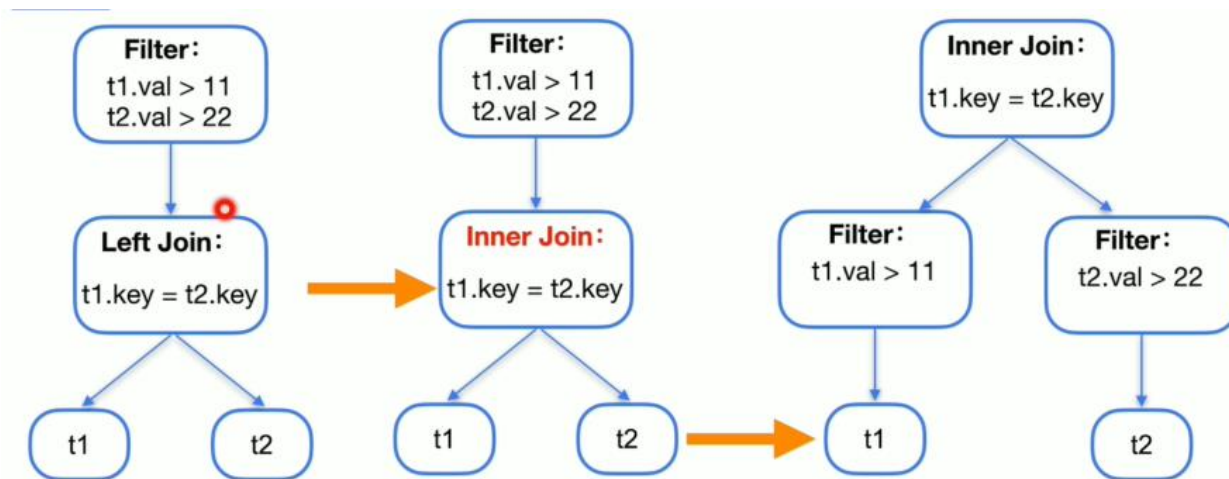 Filter:
t1.val > 11
t2.val > 22
Left Join:
t1.key = t2.key
t1
t2
Filter:
t1.val > 11
t2.val > 22
Inner Join:
t1.key = t2.key
t1
t2
Inner Join:
t1.key = t2.key
Filter:
t1.val > 11
Filter:
t2.val > 22
t1
t2